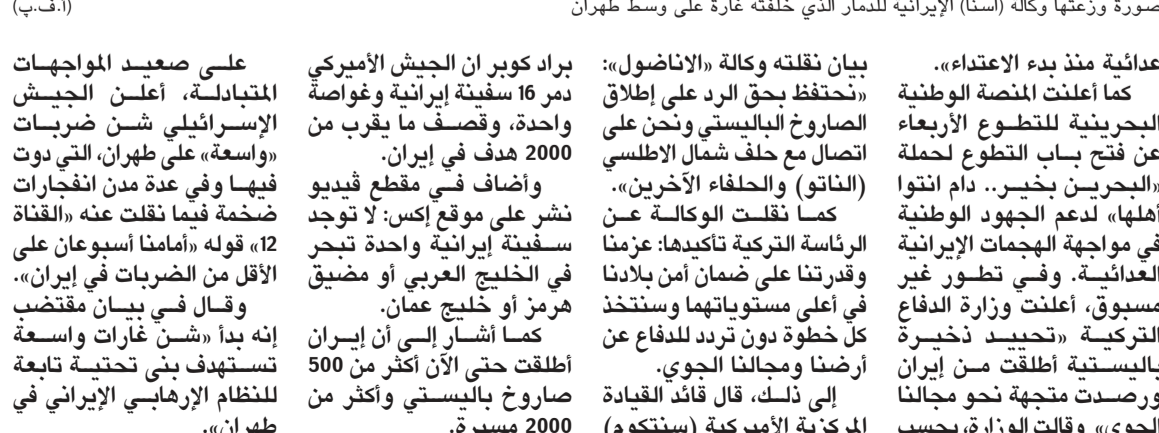 صورة وزعتها وكالة (اسنا) الإيرانية للدمار الذي خلفته غارة على وسط طهران
(أ.ف.پ)
عدائية منذ بدء الاعتداء».
كما أعلنت المنصة الوطنية
البحرينية للتطوع الأربعاء
عن فتح باب التطوع لحملة
«البحرين بخير.. دام انتوا
أهلها» لدعم الجهود الوطنية
في مواجهة الهجمات الإيرانية
العدائية. وفي تطور غير
مسبوق، أعلنت وزارة الدفاع
التركية «تحييد ذخيرة
باليستية أطلقت من إيران
ورصدت متجهة نحو مجالنا
الجوي» وقالت الوزارة، بحسب
بيان نقلته وكالة «الاناضول»:
«نحتفظ بحق الرد على إطلاق
الصاروخ الباليستي ونحن على
اتصال مع حلف شمال الاطلسي
(الناتو) والحلفاء الآخرين».
كما نقلت الوكالة عن
الرئاسة التركية تأكيدها: عزمنا
وقدرتنا على ضمان أمن بلادنا
في أعلى مستوياتهما وسنتخذ
كل خطوة دون تردد للدفاع عن
أرضنا ومجالنا الجوي.
إلى ذلك، قال قائد القيادة
المركزية الأميركية (سنتكوم)
براد كوبر ان الجيش الأميركي
دمر 16 سفينة إيرانية وغواصة
واحدة، وقصف ما يقرب من
2000 هدف في إيران.
وأضاف في مقطع ڤيديو
نشر على موقع إكس: لا توجد
سفينة إيرانية واحدة تبحر
في الخليج العربي أو مضيق
هرمز أو خليج عمان.
كما أشار إلى أن إيران
أطلقت حتى الآن أكثر من 500
صاروخ باليستي وأكثر من
2000 مسيرة.
على صعيد المواجهات
المتبادلة، أعلن الجيش
الإسرائيلي شن ضربات
«واسعة» على طهران، التي دوت
فيها وفي عدة مدن انفجارات
ضخمة فيما نقلت عنه «القناة
12» قوله «أمامنا أسبوعان على
الأقل من الضربات في إيران».
وقال في بيان مقتضب
إنه بدأ «شن غارات واسعة
تستهدف بنى تحتية تابعة
للنظام الإرهابي الإيراني في
طهران».